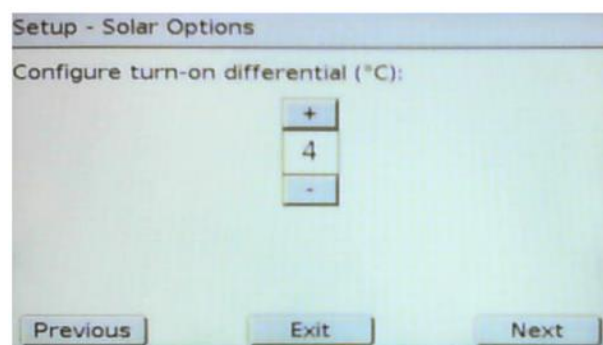 Setup - Solar Options
Configure turn-on differential (°C):
+
4
-
Previous Exit Next